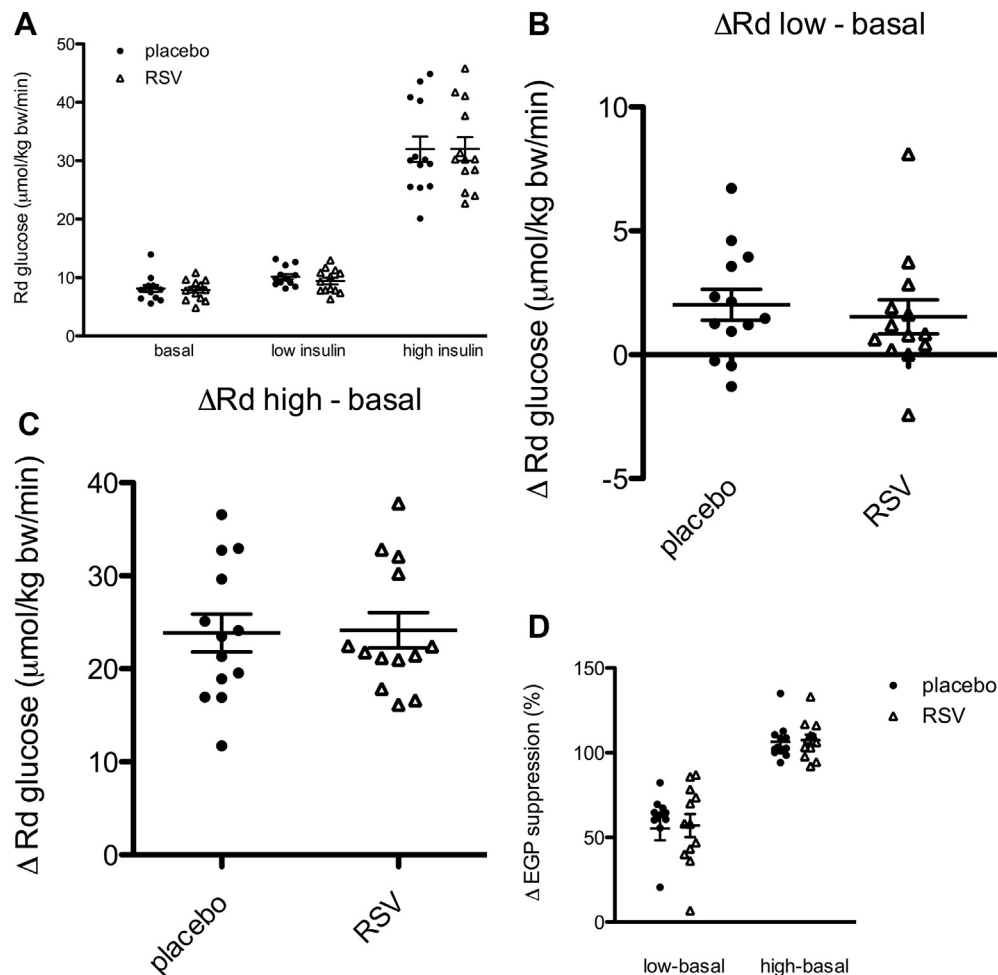 A
Rd glucose (μmol/kg bw/min)
50
40
30
20
10
0
placebo
RSV
basal
low insulin
high insulin
B
ΔRd low - basal
Δ Rd glucose (μmol/kg bw/min)
10
5
0
-5
placebo
RSV
C
ΔRd high - basal
Δ Rd glucose (μmol/kg bw/min)
40
30
20
10
0
placebo
RSV
D
Δ EGP suppression (%)
150
100
50
0
placebo
RSV
low-basal
high-basal